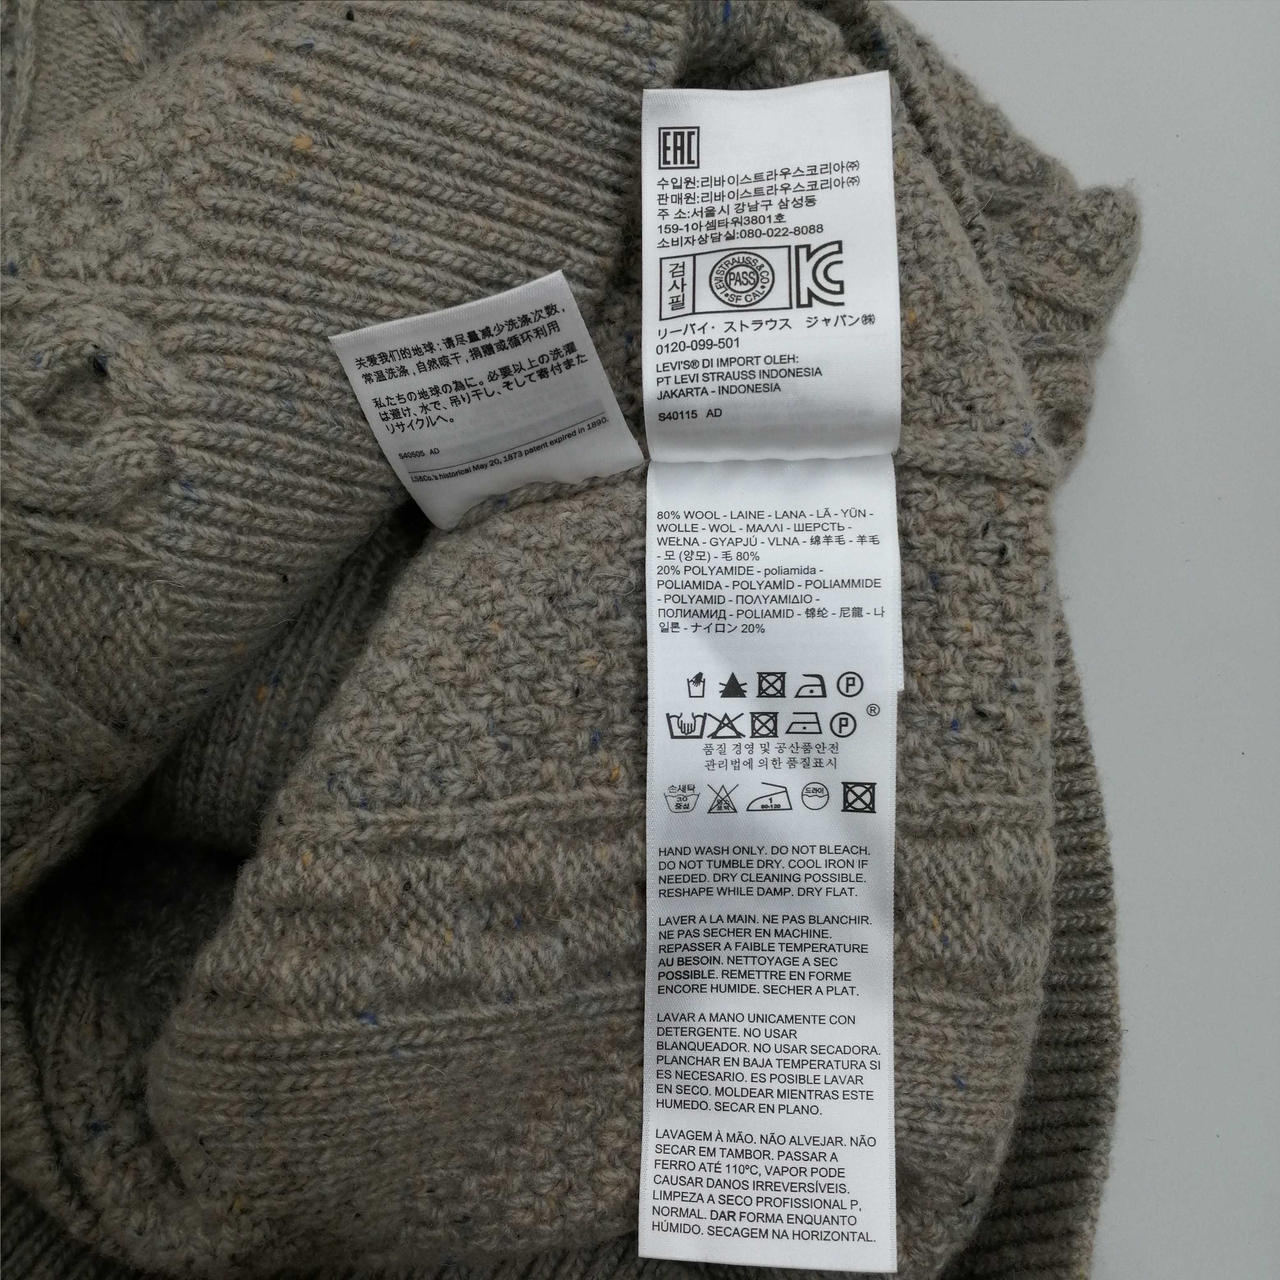 EAC
수입원:리바이스트라우스코리아㈜
판매원:리바이스트라우스코리아㈜
주 소:서울시 강남구 삼성동
159-1아셈타워3801호
소비자상담실:080-022-8088
검사필
LEVI STRAUSS & CO
PASS
SF CAL
KC
リーバイ・ストラウス ジャパン㈱
0120-099-501
LEVI'S® DI IMPORT OLEH:
PT LEVI STRAUSS INDONESIA
JAKARTA - INDONESIA
S40115 AD
关爱我们的地球:请尽量减少洗涤次数,
常温洗涤,自然晾干,捐赠或循环利用
私たちの地球の為に。必要以上の洗濯
は避け、水で、吊り干し、そして寄付また
リサイクルへ。
S40505 AD
LS&Co.'s historical May 20, 1873 patent expired in 1890.
80% WOOL - LAINE - LANA - LÃ - YÜN -
WOLLE - WOL - ΜΑΛΛΙ - ШЕРСТЬ -
WEŁNA - GYAPJÚ - VLNA - 绵羊毛 - 羊毛
- 모 (양모) - 毛 80%
20% POLYAMIDE - poliamida -
POLIAMIDA - POLYAMİD - POLIAMMIDE
- POLYAMID - ΠΟΛΥΑΜΙΔΙΟ -
ПОЛИАМИД - POLIAMID - 锦纶 - 尼龍 - 나
일론 - ナイロン 20%
P
P ®
품질 경영 및 공산품안전
관리법에 의한 품질표시
손세탁
30
중성
1
80-120
드라이
HAND WASH ONLY. DO NOT BLEACH.
DO NOT TUMBLE DRY. COOL IRON IF
NEEDED. DRY CLEANING POSSIBLE.
RESHAPE WHILE DAMP. DRY FLAT.
LAVER A LA MAIN. NE PAS BLANCHIR.
NE PAS SECHER EN MACHINE.
REPASSER A FAIBLE TEMPERATURE
AU BESOIN. NETTOYAGE A SEC
POSSIBLE. REMETTRE EN FORME
ENCORE HUMIDE. SECHER A PLAT.
LAVAR A MANO UNICAMENTE CON
DETERGENTE. NO USAR
BLANQUEADOR. NO USAR SECADORA.
PLANCHAR EN BAJA TEMPERATURA SI
ES NECESARIO. ES POSIBLE LAVAR
EN SECO. MOLDEAR MIENTRAS ESTE
HUMEDO. SECAR EN PLANO.
LAVAGEM À MÃO. NÃO ALVEJAR. NÃO
SECAR EM TAMBOR. PASSAR A
FERRO ATÉ 110ºC, VAPOR PODE
CAUSAR DANOS IRREVERSÍVEIS.
LIMPEZA A SECO PROFISSIONAL P,
NORMAL. DAR FORMA ENQUANTO
HÚMIDO. SECAGEM NA HORIZONTAL.